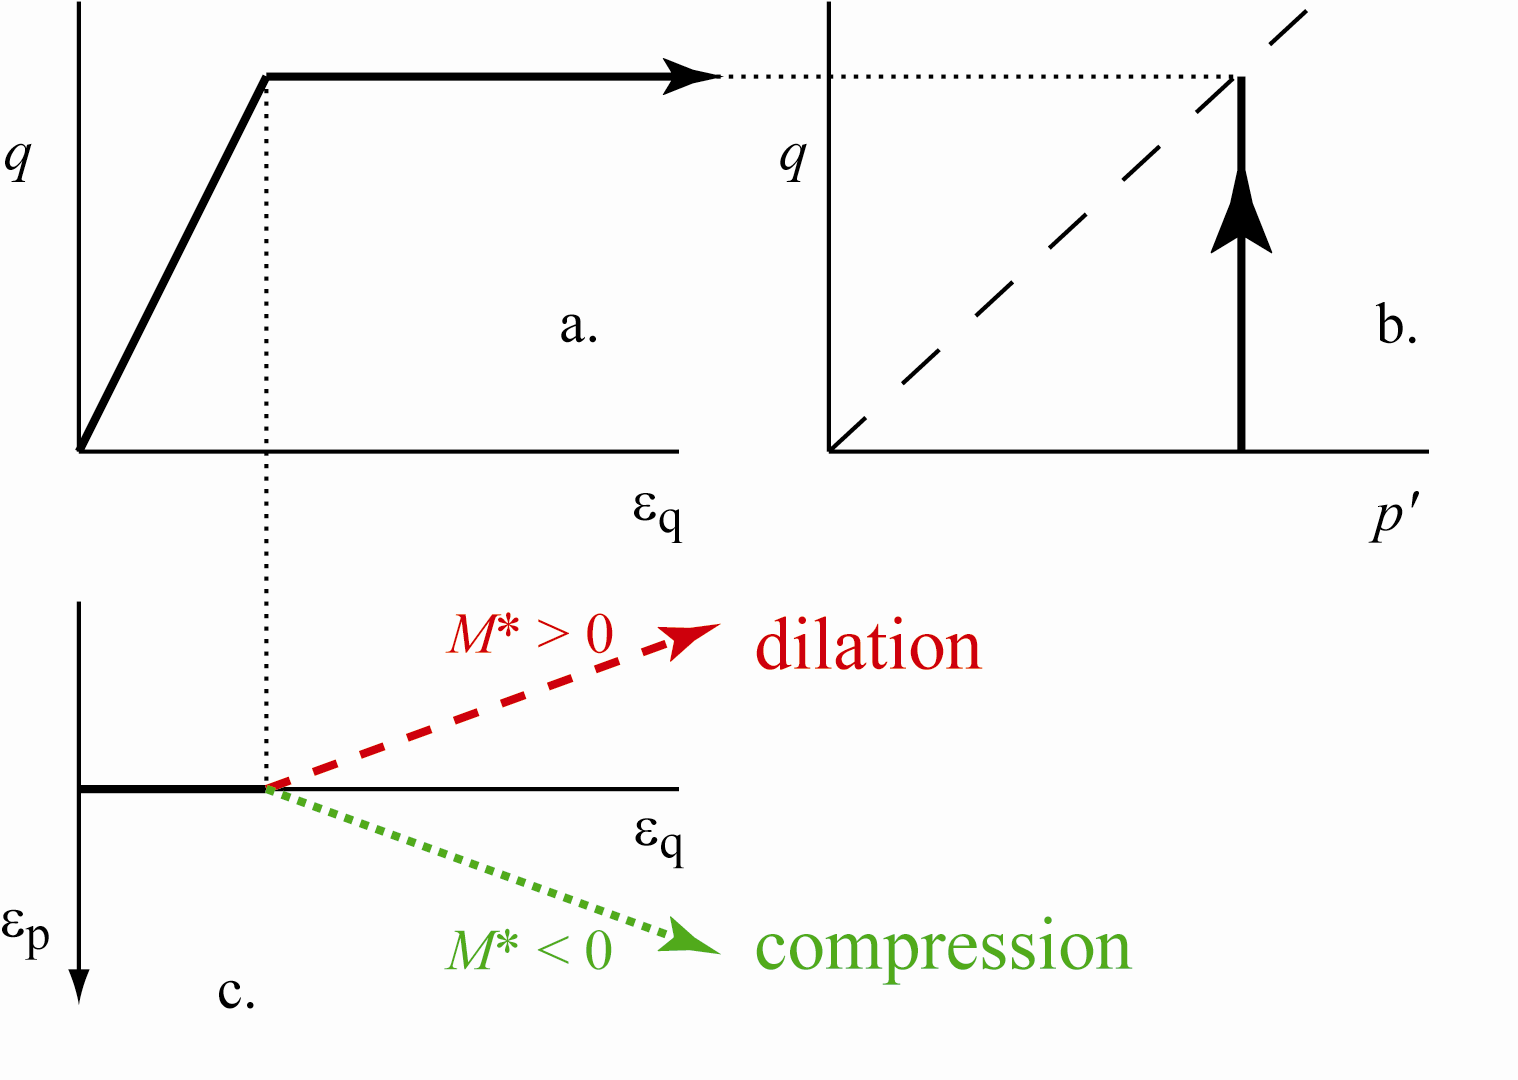 q
a.
εq
q
b.
p′
M* > 0
dilation
εq
εp
M* < 0
compression
c.